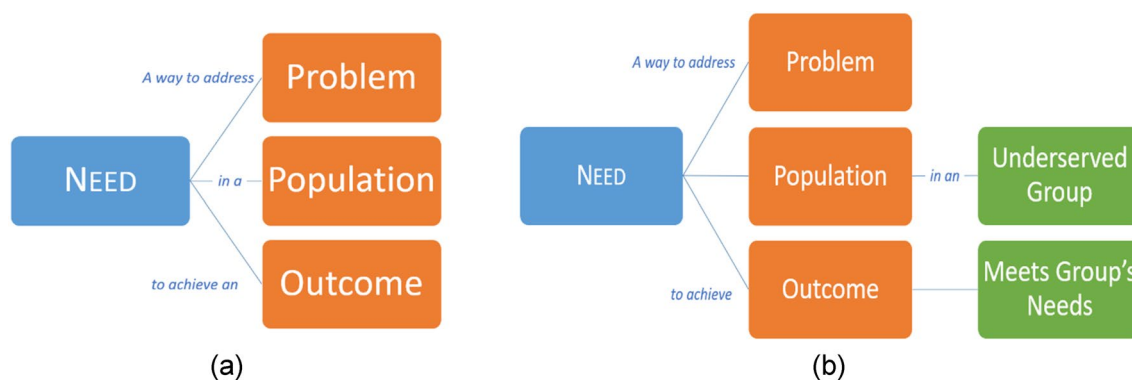 A way to address
Problem
NEED
in a
Population
to achieve an
Outcome
(a)
A way to address
Problem
NEED
Population
in an
Underserved
Group
to achieve
Outcome
Meets Group's
Needs
(b)